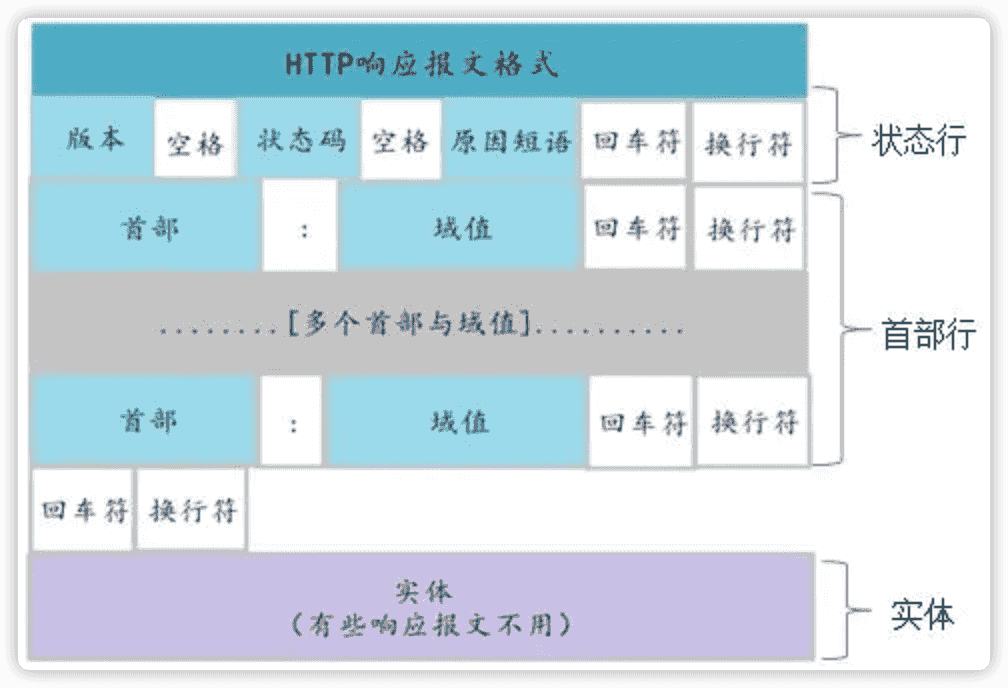 HTTP响应报文格式
版本 空格 状态码 空格 原因短语 回车符 换行符 状态行
首部 : 域值 回车符 换行符
........[多个首部与域值].......... 首部行
首部 : 域值 回车符 换行符
回车符 换行符
实体
(有些响应报文不用) 实体